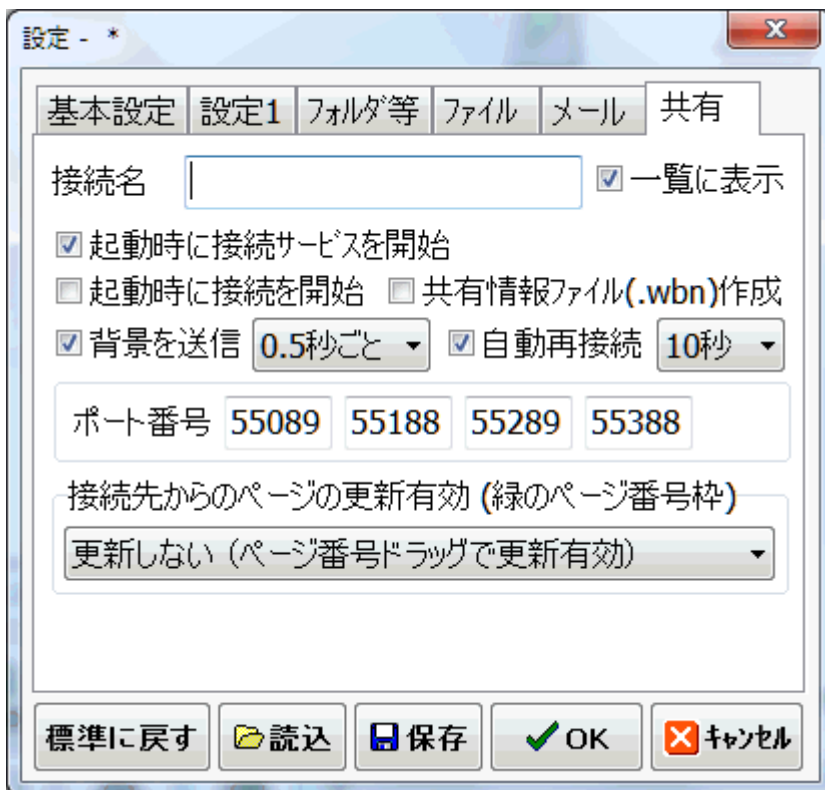 設定 - *
基本設定 設定1 フォルダ等 ファイル メール 共有
接続名 一覧に表示
起動時に接続サービスを開始
起動時に接続を開始 共有情報ファイル(.wbn)作成
背景を送信 0.5秒ごと 自動再接続 10秒
ポート番号 55089 55188 55289 55388
接続先からのページの更新有効 (緑のページ番号枠)
更新しない (ページ番号ドラッグで更新有効)
標準に戻す 読込 保存 OK キャンセル